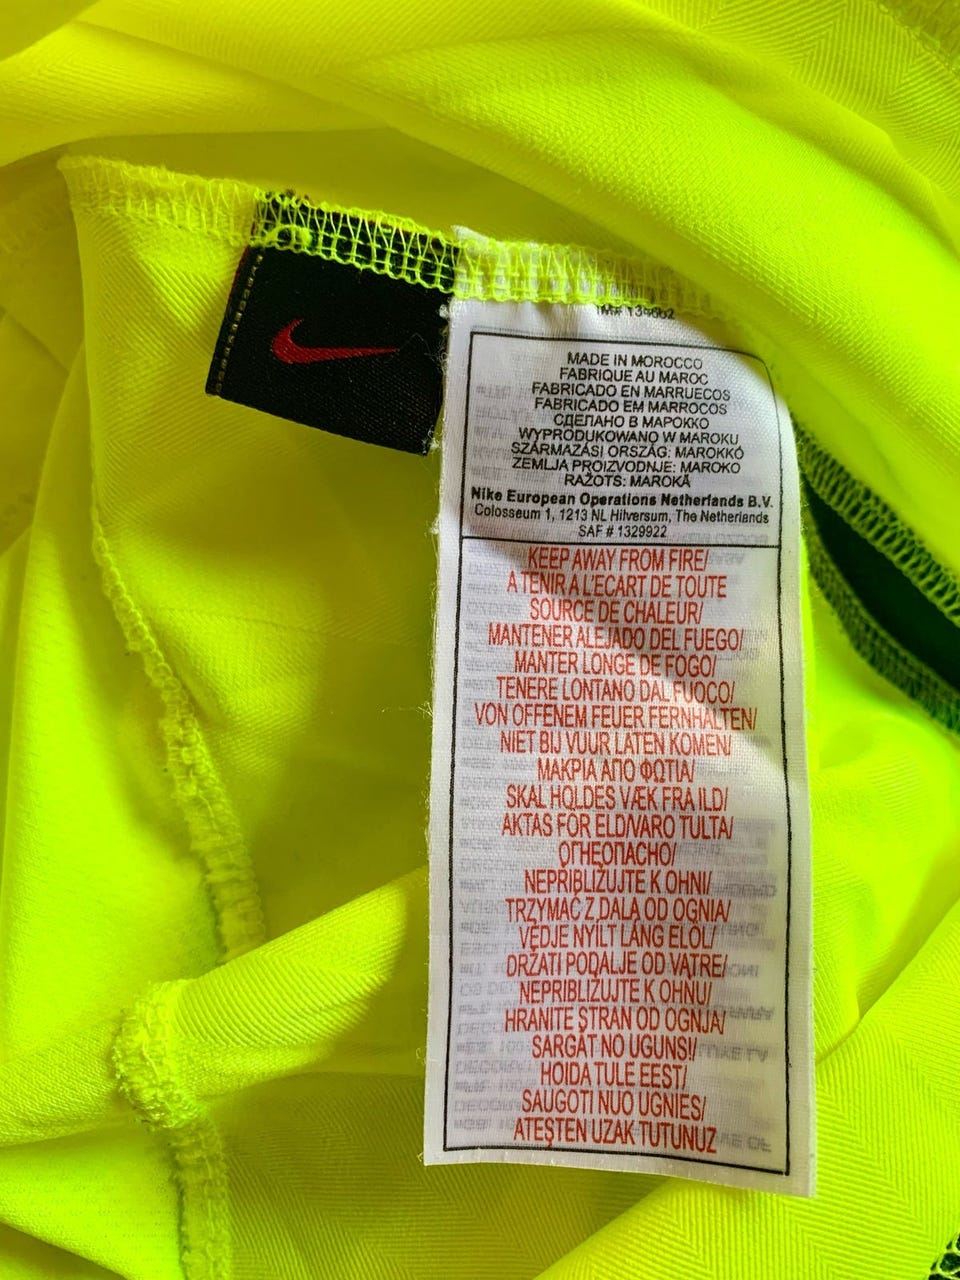 MADE IN MOROCCO
FABRIQUE AU MAROC
FABRICADO EN MARRUECOS
FABRICADO EM MARROCOS
СДЕЛАНО В МАРОККО
WYPRODUKOWANO W MAROKU
SZÁRMAZÁSI ORSZÁG: MAROKKÓ
ZEMLJA PROIZVODNJE: MAROKO
RAŽOTS: MAROKĀ
Nike European Operations Netherlands B.V.
Colosseum 1, 1213 NL Hilversum, The Netherlands
SAF # 1329922
KEEP AWAY FROM FIRE/
A TENIR A L'ECART DE TOUTE
SOURCE DE CHALEUR/
MANTENER ALEJADO DEL FUEGO/
MANTER LONGE DE FOGO/
TENERE LONTANO DAL FUOCO/
VON OFFENEM FEUER FERNHALTEN/
NIET BIJ VUUR LATEN KOMEN/
ΜΑΚΡΙΑ ΑΠΟ ΦΩΤΙΑ/
SKAL HOLDES VÆK FRA ILD/
AKTAS FÖR ELD/VARO TULTA/
ОГНЕОПАСНО/
NEPŘIBLIŽUJTE K OHNI/
TRZYMAĆ Z DALA OD OGNIA/
VÉDJE NYÍLT LÁNG ELŐL/
DRŽATI PODALJE OD VATRE/
NEPRIBLIŽUJTE K OHŇU/
HRANITE STRAN OD OGNJA/
SARGĀT NO UGUNS!/
HOIDA TULE EEST/
SAUGOTI NUO UGNIES/
ATEŞTEN UZAK TUTUNUZ